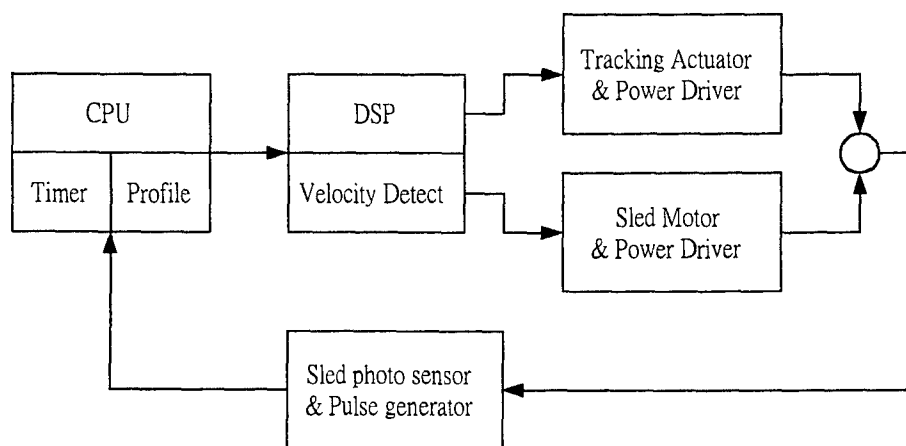 CPU
Timer
Profile
DSP
Velocity Detect
Tracking Actuator
& Power Driver
Sled Motor
& Power Driver
Sled photo sensor
& Pulse generator